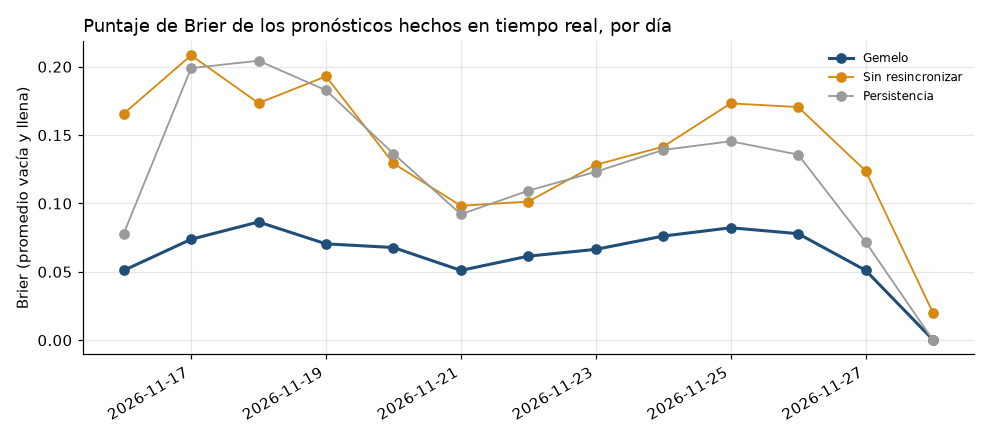 Puntaje de Brier de los pronósticos hechos en tiempo real, por día
Brier (promedio vacía y llena)
0.20
0.15
0.10
0.05
0.00
Gemelo
Sin resincronizar
Persistencia
2026-11-17
2026-11-19
2026-11-21
2026-11-23
2026-11-25
2026-11-27